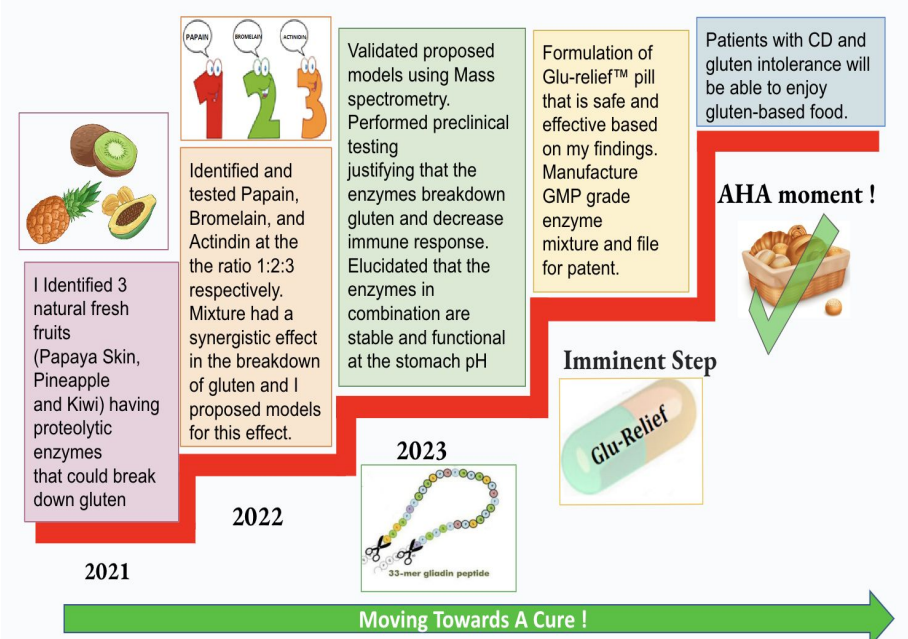 I Identified 3
natural fresh
fruits
(Papaya Skin,
Pineapple
and Kiwi) having
proteolytic
enzymes
that could break
down gluten
2021
PAPAIN
BROMELAIN
ACTINIDIN
1 2 3
Identified and
tested Papain,
Bromelain, and
Actindin at the
the ratio 1:2:3
respectively.
Mixture had a
synergistic effect
in the breakdown
of gluten and I
proposed models
for this effect.
2022
Validated proposed
models using Mass
spectrometry.
Performed preclinical
testing
justifying that the
enzymes breakdown
gluten and decrease
immune response.
Elucidated that the
enzymes in
combination are
stable and functional
at the stomach pH
2023
33-mer gliadin peptide
Formulation of
Glu-relief™ pill
that is safe and
effective based
on my findings.
Manufacture
GMP grade
enzyme
mixture and file
for patent.
Imminent Step
Glu-Relief
Patients with CD and
gluten intolerance will
be able to enjoy
gluten-based food.
AHA moment !
Moving Towards A Cure !